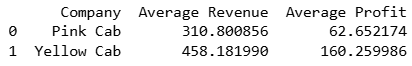 Company Average Revenue Average Profit
0 Pink Cab 310.800856 62.652174
1 Yellow Cab 458.181990 160.259986